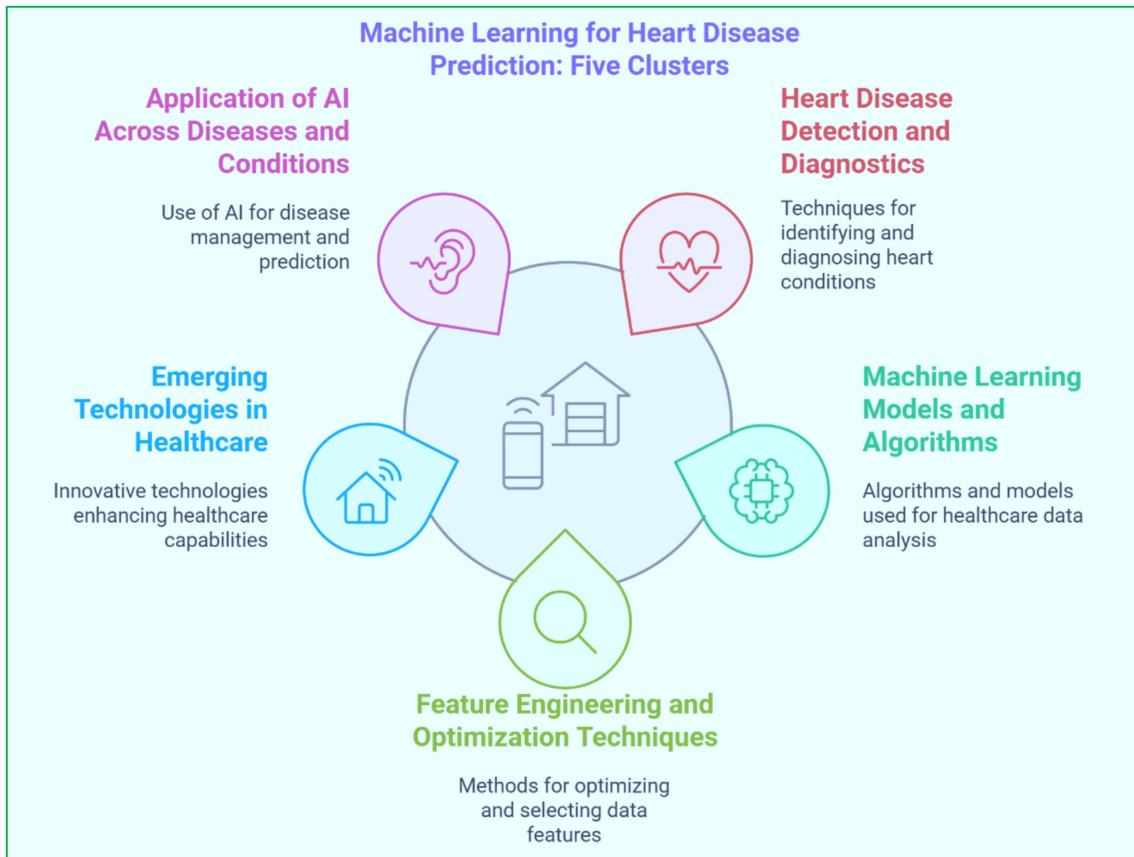 Machine Learning for Heart Disease
Prediction: Five Clusters
Application of AI
Across Diseases and
Conditions
Use of AI for disease
management and
prediction
Heart Disease
Detection and
Diagnostics
Techniques for
identifying and
diagnosing heart
conditions
Emerging
Technologies in
Healthcare
Innovative technologies
enhancing healthcare
capabilities
Machine Learning
Models and
Algorithms
Algorithms and models
used for healthcare data
analysis
Feature Engineering and
Optimization Techniques
Methods for optimizing
and selecting data
features